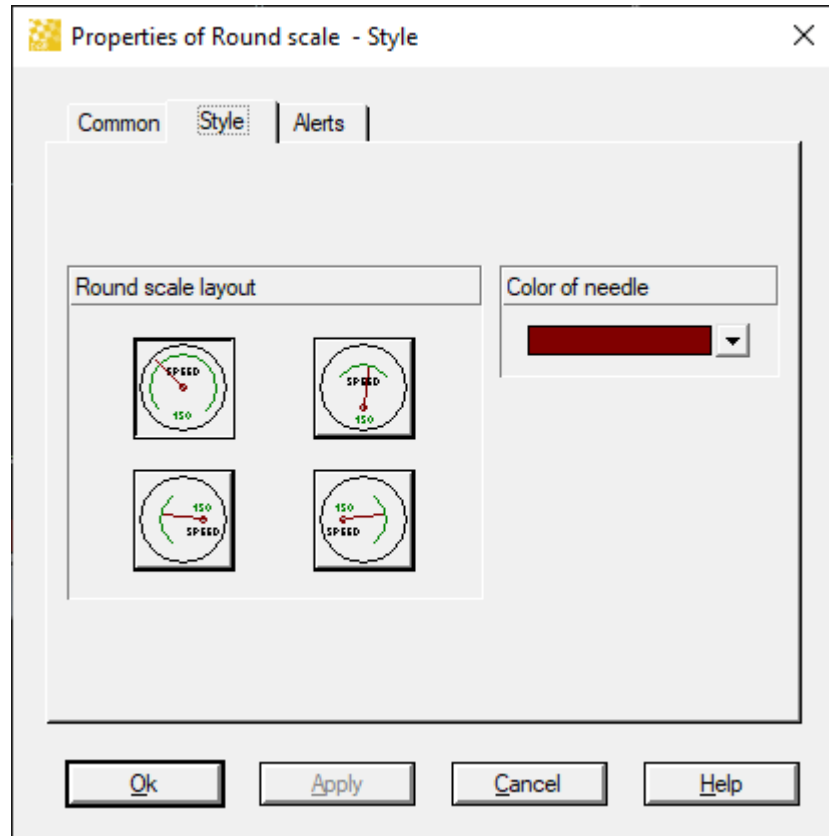 Properties of Round scale - Style
Common Style Alerts
Round scale layout
Color of needle
SPEED
150
SPEED
150
150
SPEED
150
SPEED
Ok Apply Cancel Help